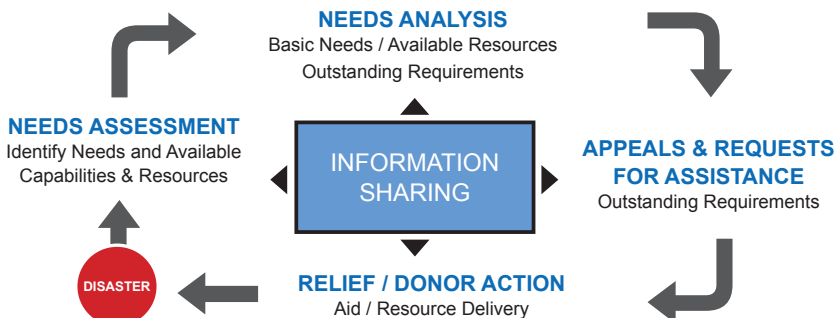 NEEDS ANALYSIS
Basic Needs / Available Resources
Outstanding Requirements
NEEDS ASSESSMENT
Identify Needs and Available
Capabilities & Resources
INFORMATION
SHARING
APPEALS & REQUESTS
FOR ASSISTANCE
Outstanding Requirements
DISASTER
RELIEF / DONOR ACTION
Aid / Resource Delivery